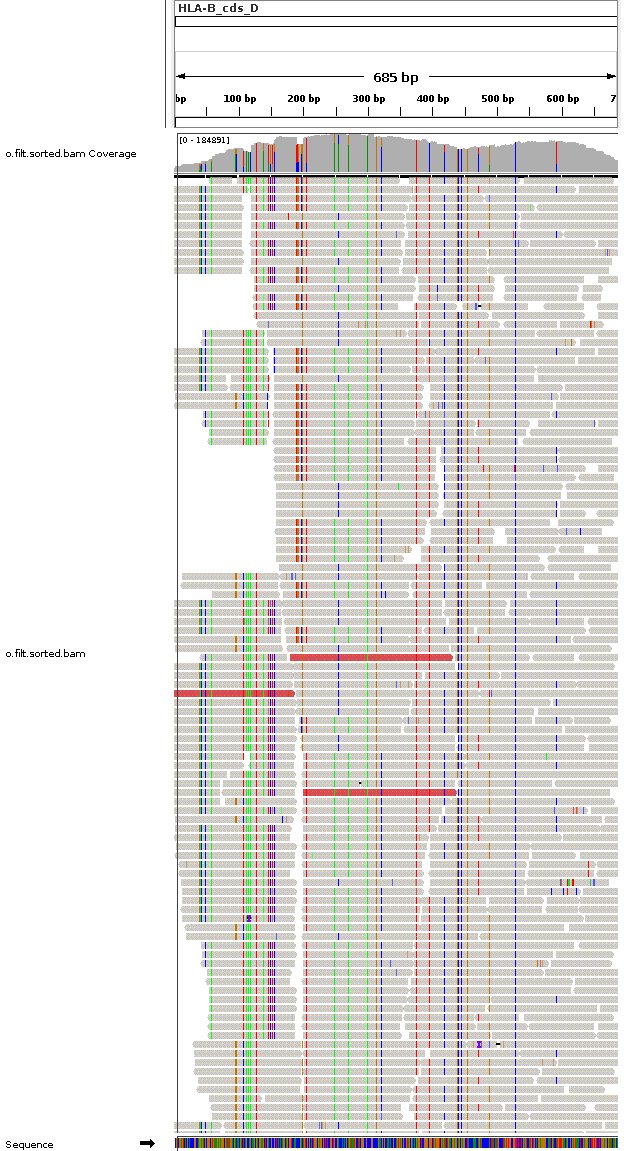 HLA-B_cds_D
685 bp
bp 100 bp 200 bp 300 bp 400 bp 500 bp 600 bp 7
[0 - 184891]
o.filt.sorted.bam Coverage
o.filt.sorted.bam
Sequence